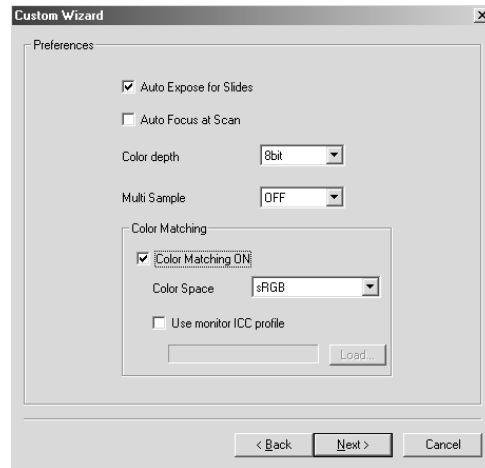 Custom Wizard
Preferences
Auto Expose for Slides
Auto Focus at Scan
Color depth 8bit
Multi Sample OFF
Color Matching
Color Matching ON
Color Space sRGB
Use monitor ICC profile
Load...
< Back Next > Cancel